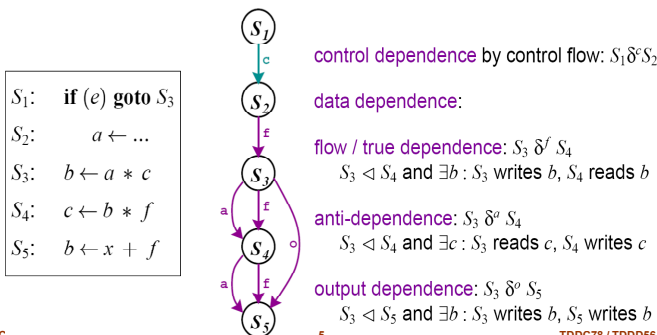 S1: if (e) goto S3
S2: a ← ...
S3: b ← a * c
S4: c ← b * f
S5: b ← x + f
S1
c
S2
f
S3
a
f
o
S4
a
f
S5
control dependence by control flow: S1δᶜS2
data dependence:
flow / true dependence: S3 δᶠ S4
S3 ⊲ S4 and ∃b : S3 writes b, S4 reads b
anti-dependence: S3 δᵃ S4
S3 ⊲ S4 and ∃c : S3 reads c, S4 writes c
output dependence: S3 δᵒ S5
S3 ⊲ S5 and ∃b : S3 writes b, S5 writes b